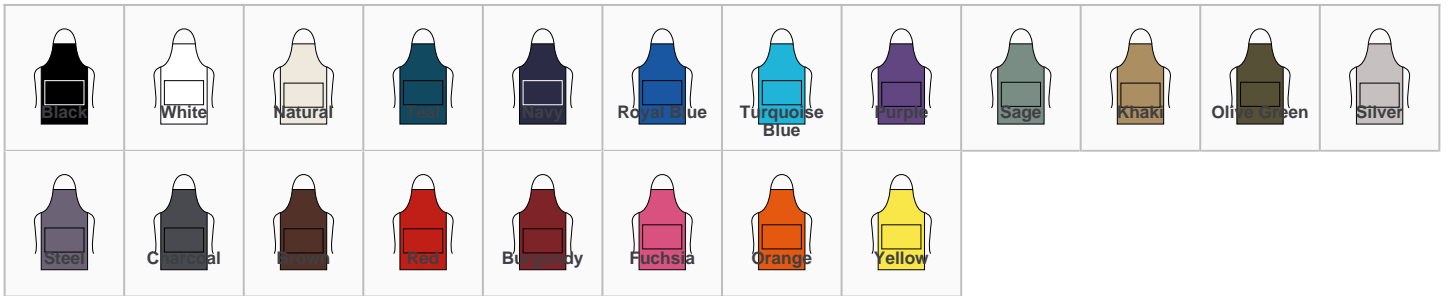 Black
White
Natural
Teal
Navy
Royal Blue
Turquoise
Blue
Purple
Sage
Khaki
Olive Green
Silver
Steel
Charcoal
Brown
Red
Burgundy
Fuchsia
Orange
Yellow